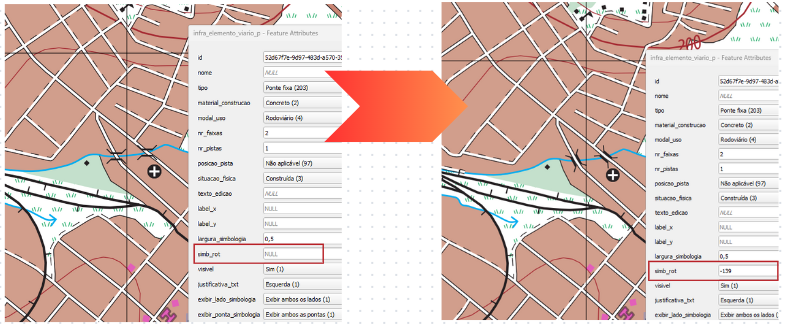 infra_elemento_viario_p - Feature Attributes
id 52d67f7e-9d97-483d-a570-35
nome NULL
tipo Ponte fixa (203)
material_construcao Concreto (2)
modal_uso Rodoviário (4)
nr_faixas 2
nr_pistas 1
posicao_pista Não aplicável (97)
situacao_fisica Construída (3)
texto_edicao NULL
label_x NULL
label_y NULL
largura_simbologia 0,5
simb_rot NULL
visivel Sim (1)
justificativa_txt Esquerda (1)
exibir_lado_simbologia Exibir ambos os lados (1)
exibir_ponta_simbologia Exibir ambas as pontas (1)
200
infra_elemento_viario_p - Feature Attributes
id 52d67f7e-9d97-483d-a
nome NULL
tipo Ponte fixa (203)
material_construcao Concreto (2)
modal_uso Rodoviário (4)
nr_faixas 2
nr_pistas 1
posicao_pista Não aplicável (97)
situacao_fisica Construída (3)
texto_edicao NULL
label_x NULL
label_y NULL
largura_simbologia 0,5
simb_rot -139
visivel Sim (1)
justificativa_txt Esquerda (1)
exibir_lado_simbologia Exibir ambos os lados (